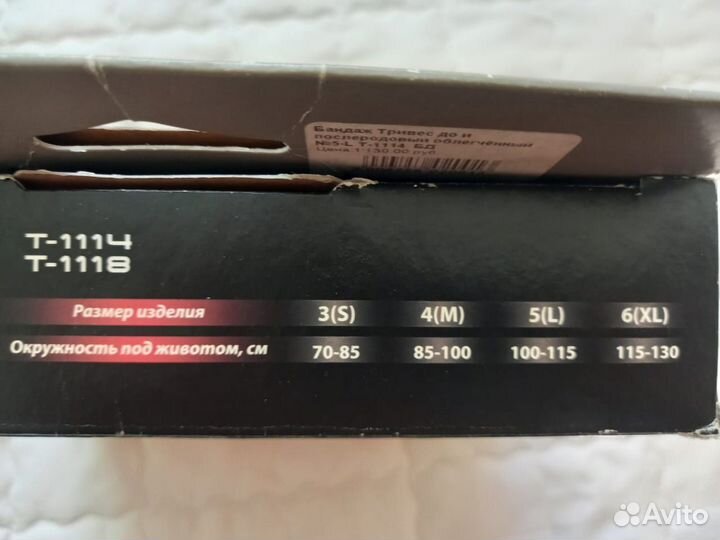 Бандаж Тривес до и
послеродовый облегчённый
№5-L Т-1114 БД
Цена:1130.00 руб.
T-1114
T-1118
Размер изделия 3(S) 4(M) 5(L) 6(XL)
Окружность под животом, см 70-85 85-100 100-115 115-130
Avito